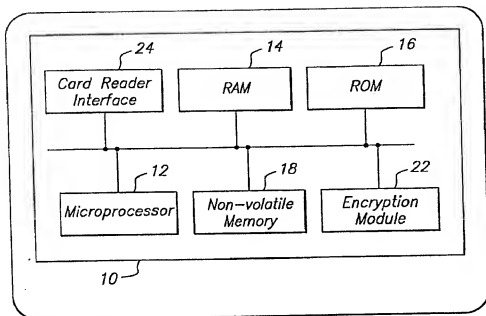 24
14
16
Card Reader
Interface
RAM
ROM
12
18
22
Microprocessor
Non-volatile
Memory
Encryption
Module
10